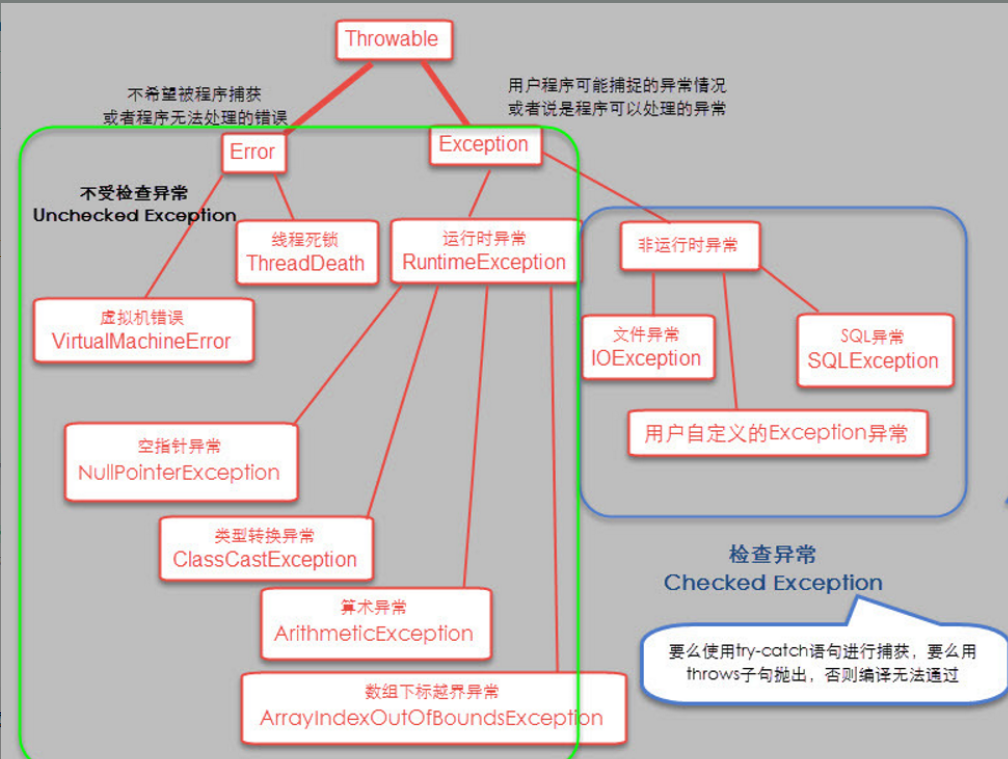 Throwable
不希望被程序捕获
或者程序无法处理的错误
用户程序可能捕捉的异常情况
或者说是程序可以处理的异常
Error
Exception
不受检查异常
Unchecked Exception
线程死锁
ThreadDeath
运行时异常
RuntimeException
非运行时异常
虚拟机错误
VirtualMachineError
文件异常
IOException
SQL异常
SQLException
用户自定义的Exception异常
空指针异常
NullPointerException
类型转换异常
ClassCastException
检查异常
Checked Exception
算术异常
ArithmeticException
要么使用try-catch语句进行捕获，要么用
throws子句抛出，否则编译无法通过
数组下标越界异常
ArrayIndexOutOfBoundsException